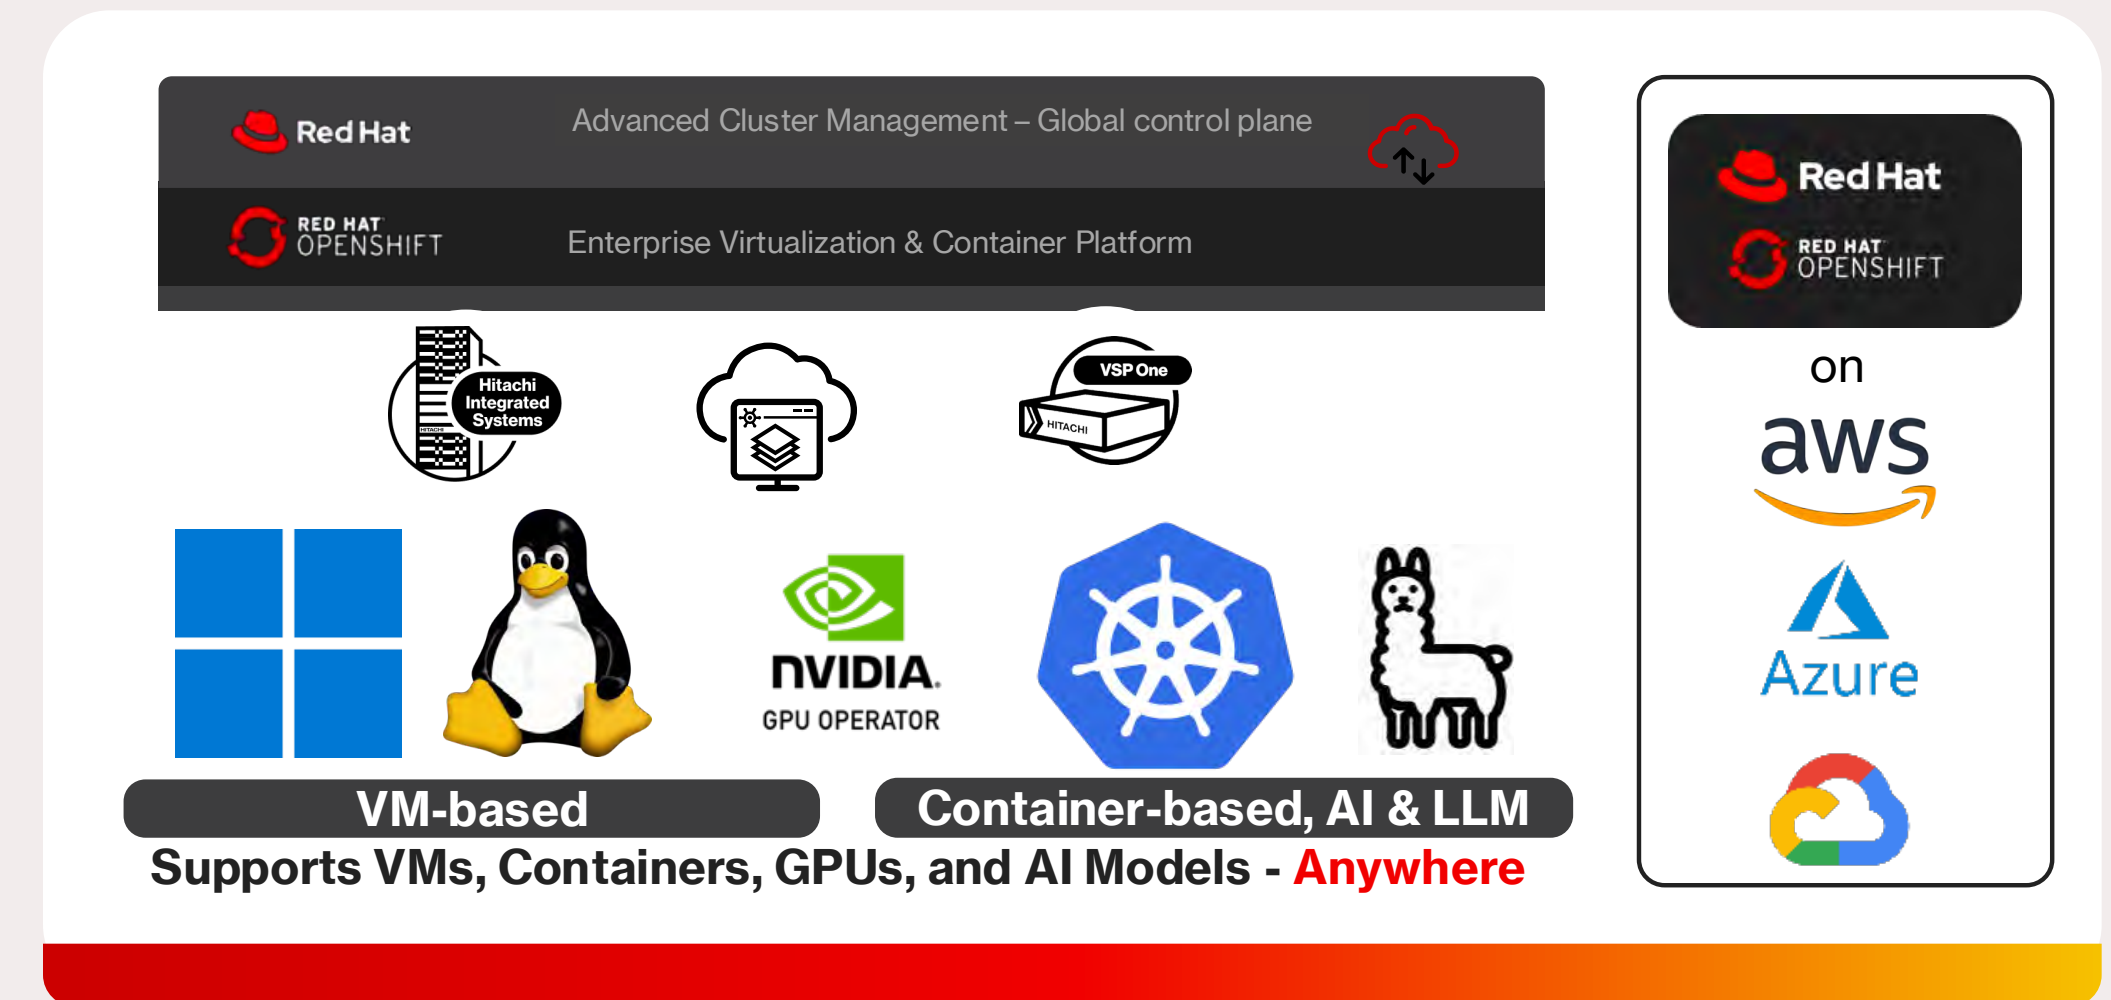 Red Hat
Advanced Cluster Management – Global control plane
RED HAT
OPENSHIFT
Enterprise Virtualization & Container Platform
Hitachi
Integrated
Systems
HITACHI
VSP One
HITACHI
NVIDIA.
GPU OPERATOR
VM-based
Container-based, AI & LLM
Supports VMs, Containers, GPUs, and AI Models - Anywhere
Red Hat
RED HAT
OPENSHIFT
on
aws
Azure